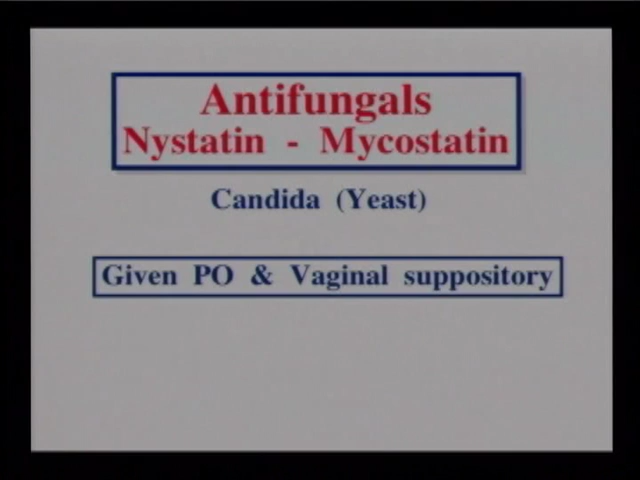 Antifungals
Nystatin - Mycostatin
Candida (Yeast)
Given PO & Vaginal suppository